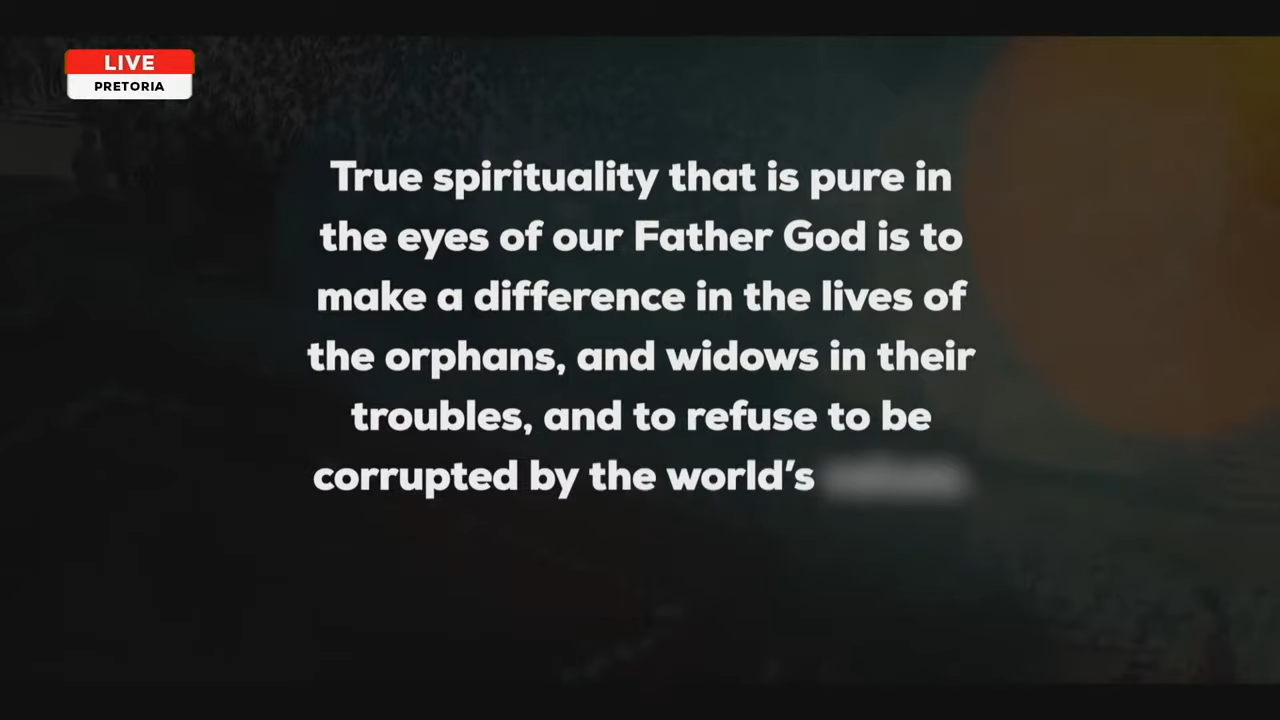 LIVE
PRETORIA
True spirituality that is pure in
the eyes of our Father God is to
make a difference in the lives of
the orphans, and widows in their
troubles, and to refuse to be
corrupted by the world’s